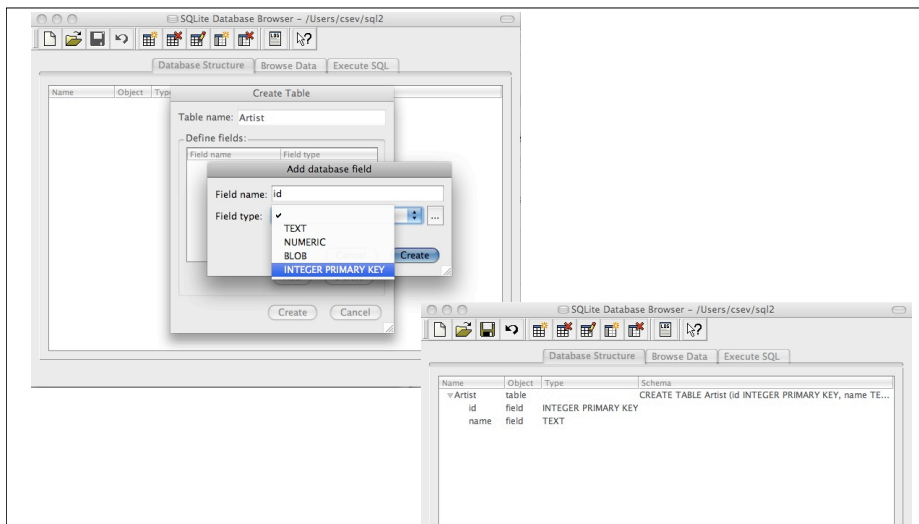 SQLite Database Browser - /Users/csev/sql2
Database Structure Browse Data Execute SQL
Name Object Type
Create Table
Table name: Artist
Define fields:
Field name Field type
Add database field
Field name: id
Field type:
...
TEXT
NUMERIC
BLOB
INTEGER PRIMARY KEY
Create
Create Cancel
SQLite Database Browser - /Users/csev/sql2
Database Structure Browse Data Execute SQL
Name Object Type Schema
Artist table CREATE TABLE Artist (id INTEGER PRIMARY KEY, name TE...
id field INTEGER PRIMARY KEY
name field TEXT